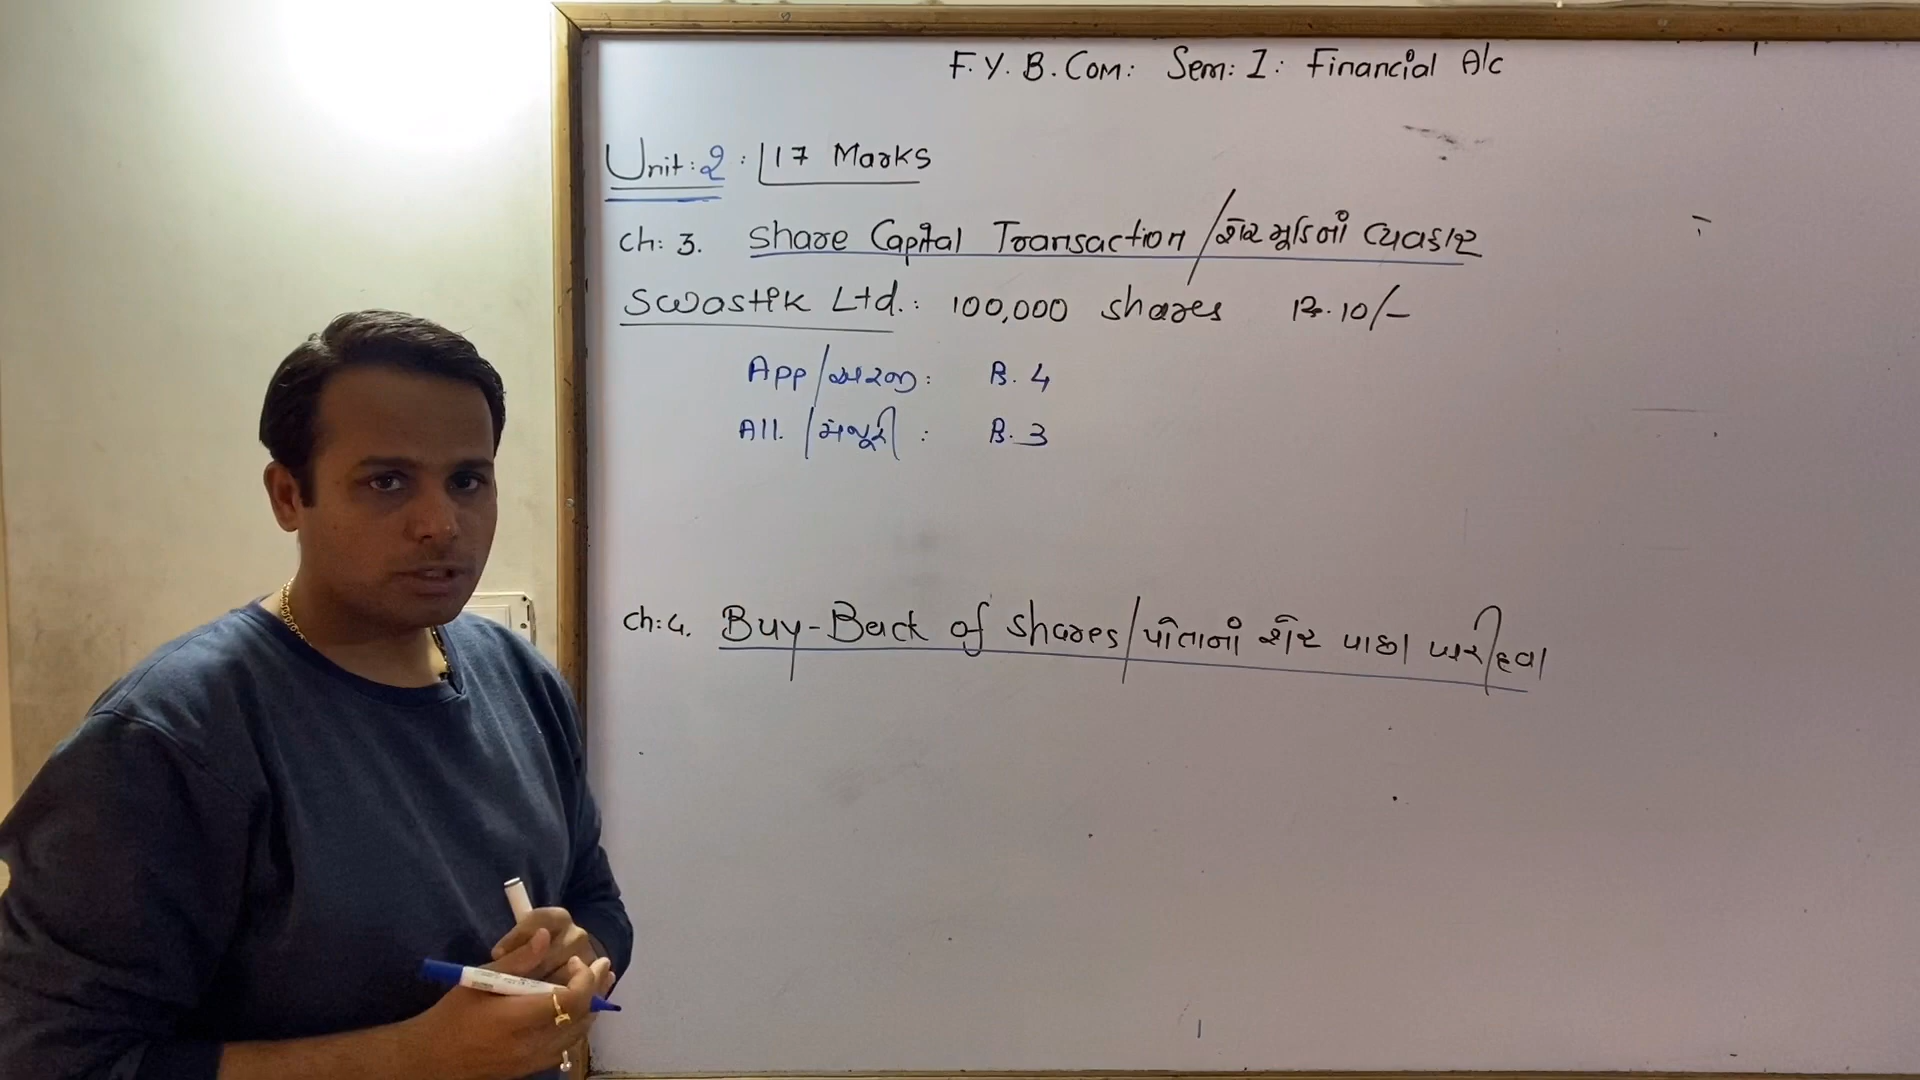 F.Y.B.Com: Sem: I: Financial A/c
Unit: 2 : 17 Marks
ch: 3. Share Capital Transaction / શેર મૂડિનાં વ્યવહાર
Swastik Ltd.: 100,000 shares R. 10/-
App / અરજી : R. 4
All. / મંજૂરી : R. 3
ch: 4. Buy-Back of shares / પોતાનાં શેર પાછા ખરીદવા